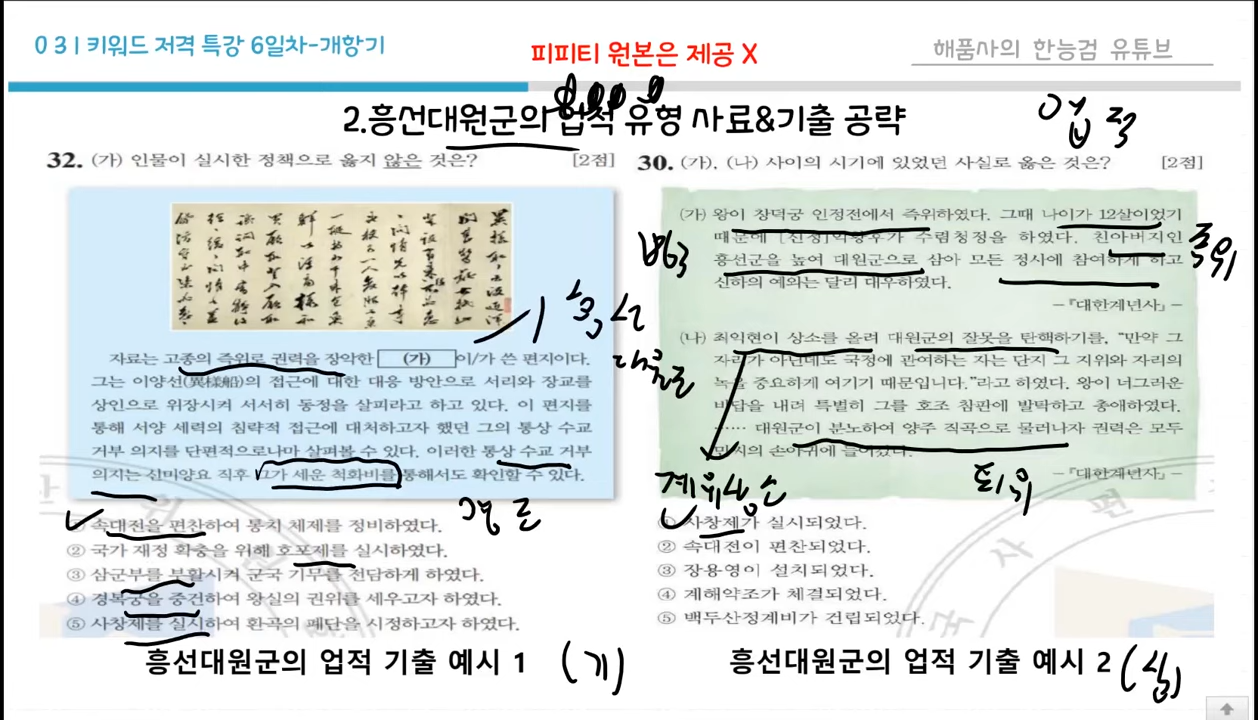 03 | 키워드 저격 특강 6일차-개항기
피피티 원본은 제공 X
해품사의 한능검 유튜브
2.흥선대원군의 업적 유형 사료&기출 공략
업적
32. (가) 인물이 실시한 정책으로 옳지 않은 것은? [2점]
자료는 고종의 즉위로 권력을 장악한 (가) 이/가 쓴 편지이다.
그는 이양선(異樣船)의 접근에 대한 대응 방안으로 서리와 장교를
상인으로 위장시켜 서서히 동정을 살피라고 하고 있다. 이 편지를
통해 서양 세력의 침략적 접근에 대처하고자 했던 그의 통상 수교
거부 의지를 단편적으로나마 살펴볼 수 있다. 이러한 통상 수교 거부
의지는 신미양요 직후 그가 세운 척화비를 통해서도 확인할 수 있다.
① 속대전을 편찬하여 통치 체제를 정비하였다.
② 국가 재정 확충을 위해 호포제를 실시하였다.
③ 삼군부를 부활시켜 군국 기무를 전담하게 하였다.
④ 경복궁을 중건하여 왕실의 권위를 세우고자 하였다.
⑤ 사창제를 실시하여 환곡의 폐단을 시정하고자 하였다.
흥선대원군의 업적 기출 예시 1 (기)
30. (가), (나) 사이의 시기에 있었던 사실로 옳은 것은? [2점]
(가) 왕이 창덕궁 인정전에서 즉위하였다. 그때 나이가 12살이었기
때문에 [신정]익황후가 수렴청정을 하였다. 친아버지인
흥선군을 높여 대원군으로 삼아 모든 정사에 참여하게 하고
신하의 예와는 달리 대우하였다.
-『대한계년사』-
즉위
(나) 최익현이 상소를 올려 대원군의 잘못을 탄핵하기를, "만약 그
자리가 아닌데도 국정에 관여하는 자는 단지 그 지위와 자리의
녹을 중요하게 여기기 때문입니다."라고 하였다. 왕이 너그러운
비답을 내려 특별히 그를 호조 참판에 발탁하고 총애하였다.
…… 대원군이 분노하여 양주 직곡으로 물러나자 권력은 모두
민씨의 손아귀에 들어갔다.
-『대한계년사』-
계유상소
퇴위
① 사창제가 실시되었다.
② 속대전이 편찬되었다.
③ 장용영이 설치되었다.
④ 계해약조가 체결되었다.
⑤ 백두산정계비가 건립되었다.
흥선대원군의 업적 기출 예시 2 (심)